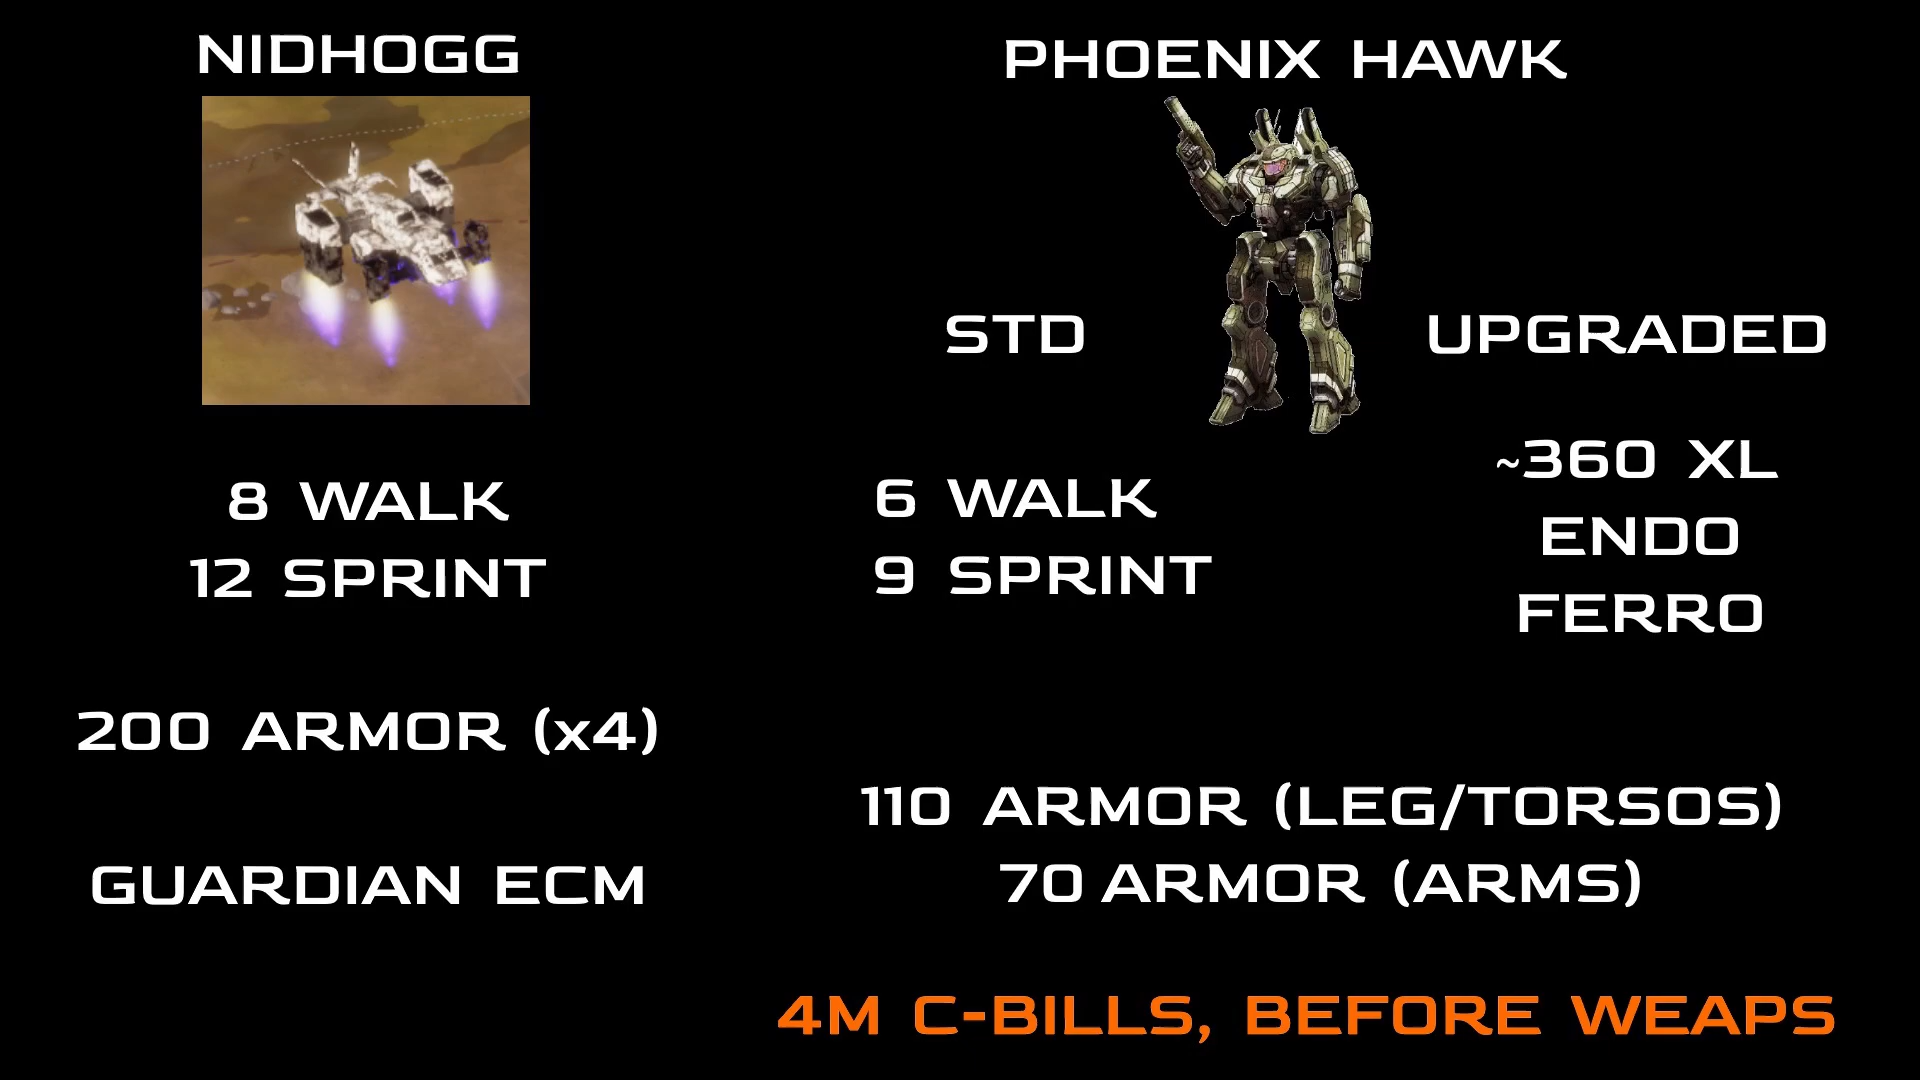 NIDHOGG
8 WALK
12 SPRINT
200 ARMOR (x4)
GUARDIAN ECM
PHOENIX HAWK
STD
6 WALK
9 SPRINT
UPGRADED
~360 XL
ENDO
FERRO
110 ARMOR (LEG/TORSOS)
70 ARMOR (ARMS)
4M C-BILLS, BEFORE WEAPS